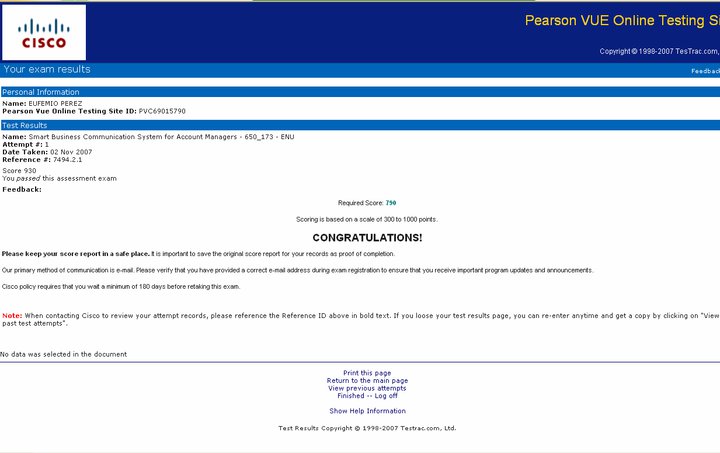 CISCO
Pearson VUE Online Testing Si
Copyright © 1998-2007 TesTrac.com,
Your exam results
Feedback
Personal Information
Name: EUFEMIO PEREZ
Pearson Vue Online Testing Site ID: PVC69015790
Test Results
Name: Smart Business Communication System for Account Managers - 650_173 - ENU
Attempt #: 1
Date Taken: 02 Nov 2007
Reference #: 7494.2.1
Score 930
You passed this assessment exam
Feedback:
Required Score: 790
Scoring is based on a scale of 300 to 1000 points.
CONGRATULATIONS!
Please keep your score report in a safe place. It is important to save the original score report for your records as proof of completion.
Our primary method of communication is e-mail. Please verify that you have provided a correct e-mail address during exam registration to ensure that you receive important program updates and announcements.
Cisco policy requires that you wait a minimum of 180 days before retaking this exam.
Note: When contacting Cisco to review your attempt records, please reference the Reference ID above in bold text. If you loose your test results page, you can re-enter anytime and get a copy by clicking on "View
past test attempts".
No data was selected in the document
Print this page
Return to the main page
View previous attempts
Finished -- Log off
Show Help Information
Test Results Copyright © 1998-2007 Testrac.com, Ltd.